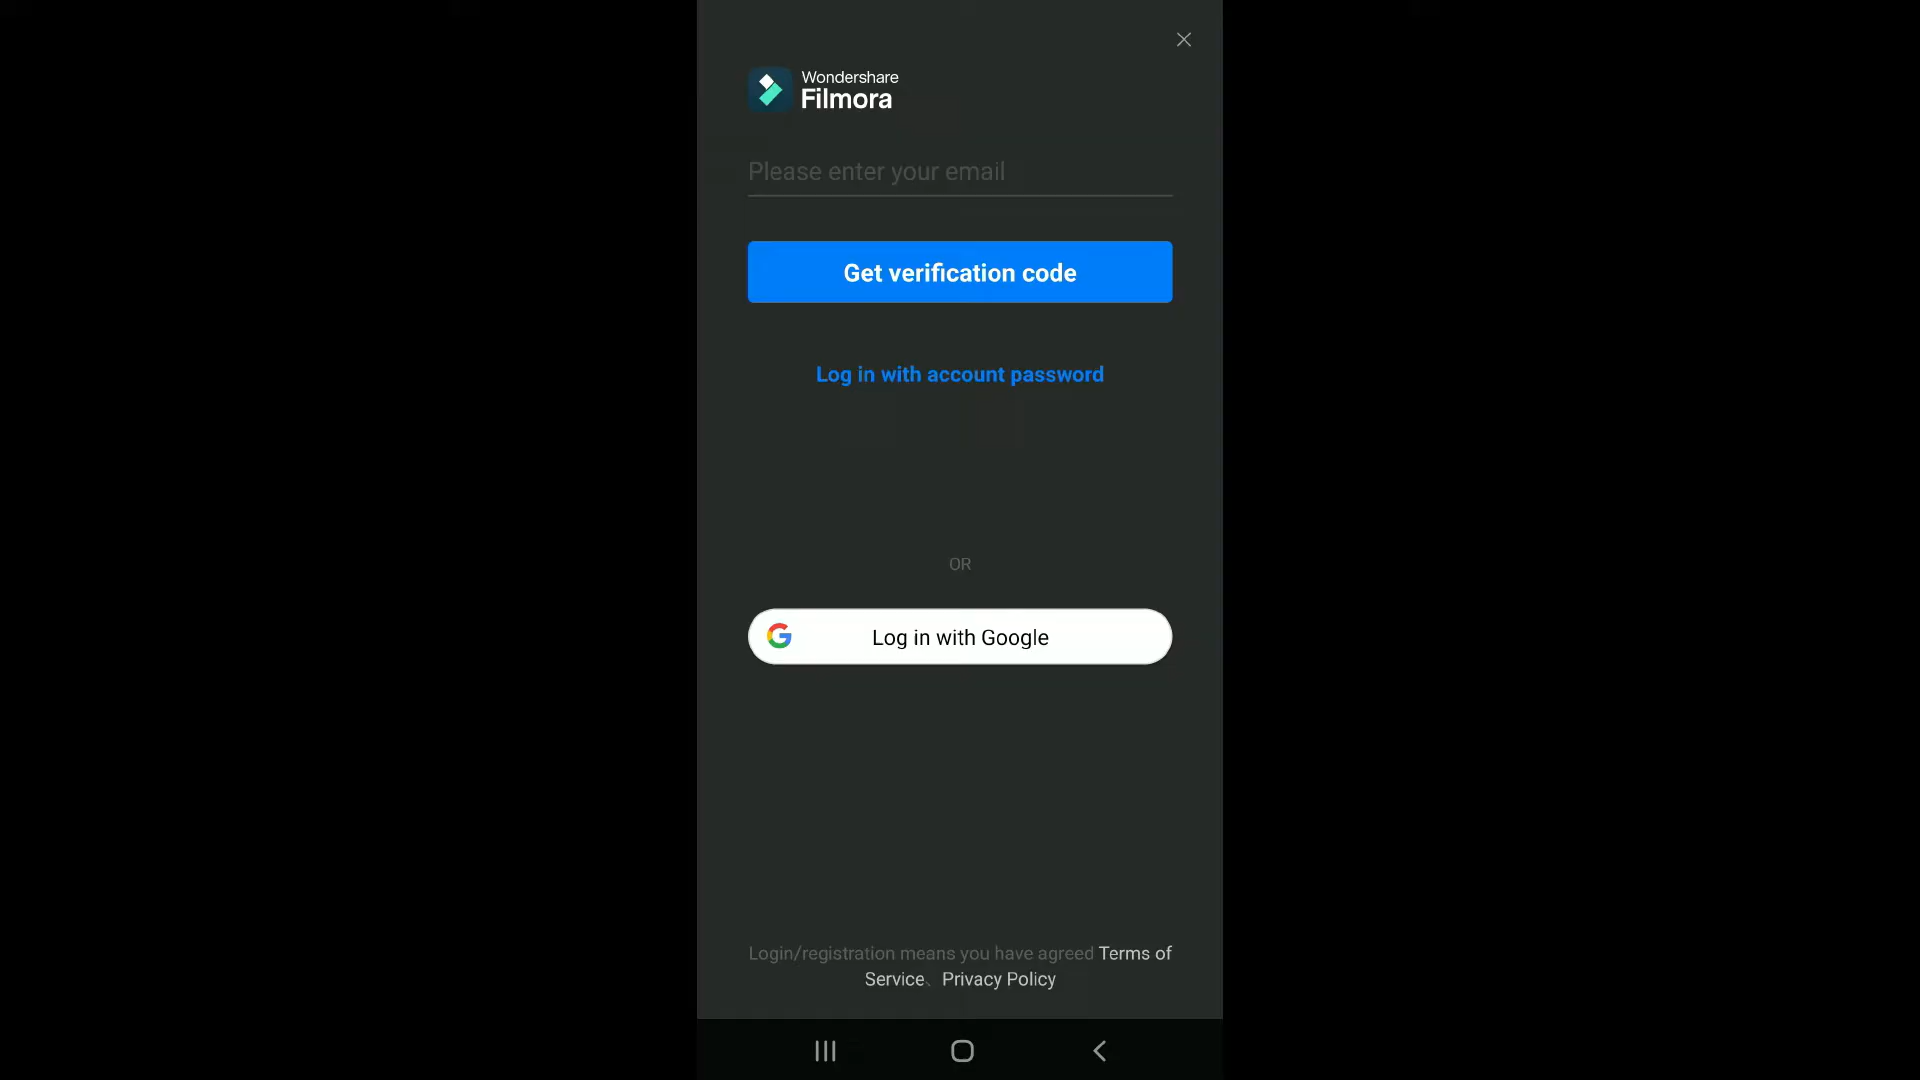 Wondershare
Filmora
Please enter your email
Get verification code
Log in with account password
OR
Log in with Google
Login/registration means you have agreed Terms of
Service、Privacy Policy